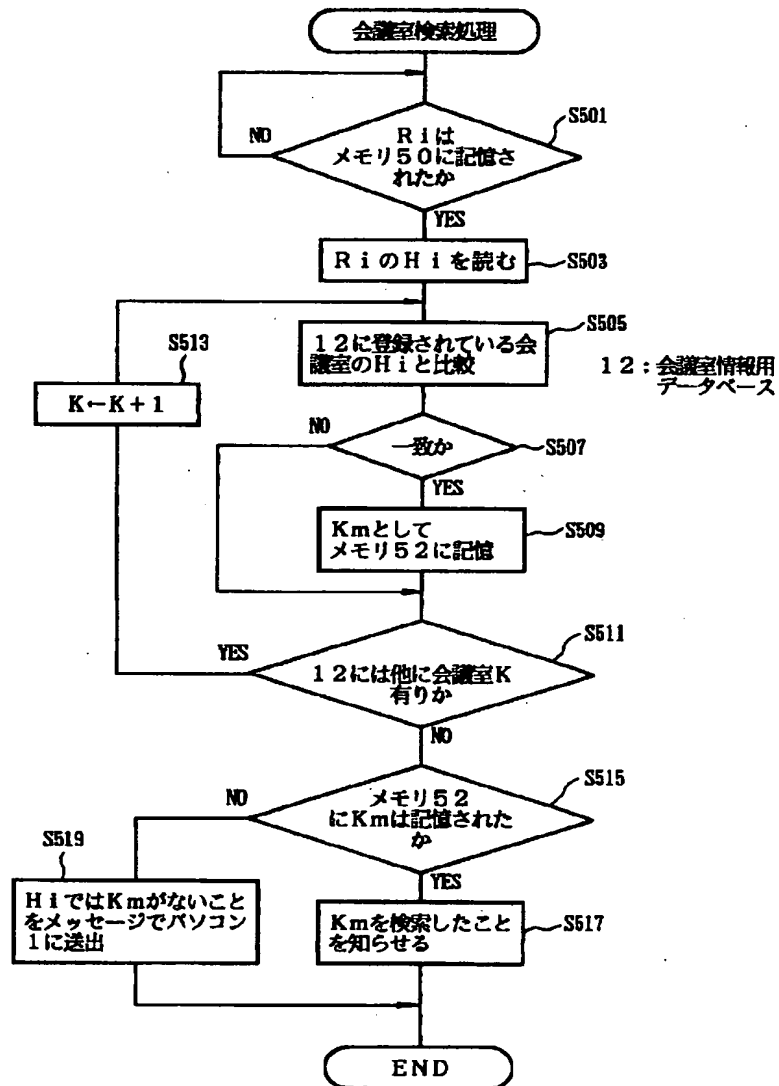 会議室検索処理
S501
NO
Riは
メモリ50に記憶さ
れたか
YES
RiのHiを読む
S503
S505
12に登録されている会
議室のHiと比較
12:会議室情報用
データベース
S513
K←K+1
NO
一致か
S507
YES
Kmとして
メモリ52に記憶
S509
S511
YES
12には他に会議室K
有りか
NO
S515
NO
メモリ52
にKmは記憶された
か
S519
YES
HiではKmがないこと
をメッセージでパソコン
1に送出
Kmを検索したこと
を知らせる
S517
END